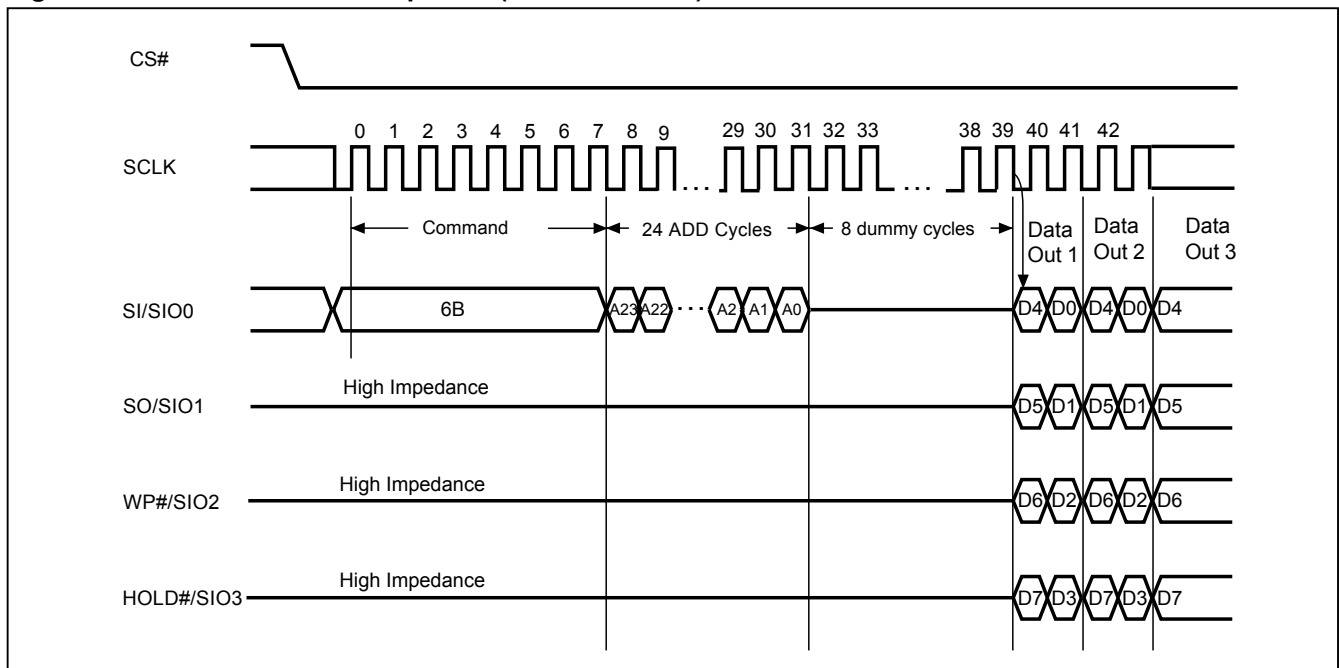 CS#
0 1 2 3 4 5 6 7 8 9 29 30 31 32 33 38 39 40 41 42
SCLK
... ...
Command 24 ADD Cycles 8 dummy cycles Data Out 1 Data Out 2 Data Out 3
SI/SIO0 6B A23 A22 ... A2 A1 A0 D4 D0 D4 D0 D4
High Impedance
SO/SIO1 D5 D1 D5 D1 D5
High Impedance
WP#/SIO2 D6 D2 D6 D2 D6
High Impedance
HOLD#/SIO3 D7 D3 D7 D3 D7